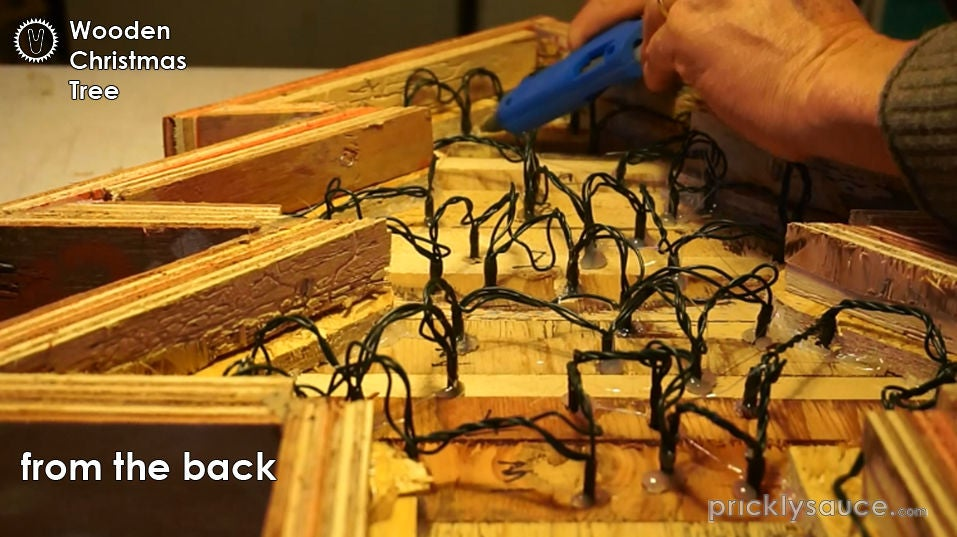 Wooden
Christmas
Tree
from the back
pricklysauce.com